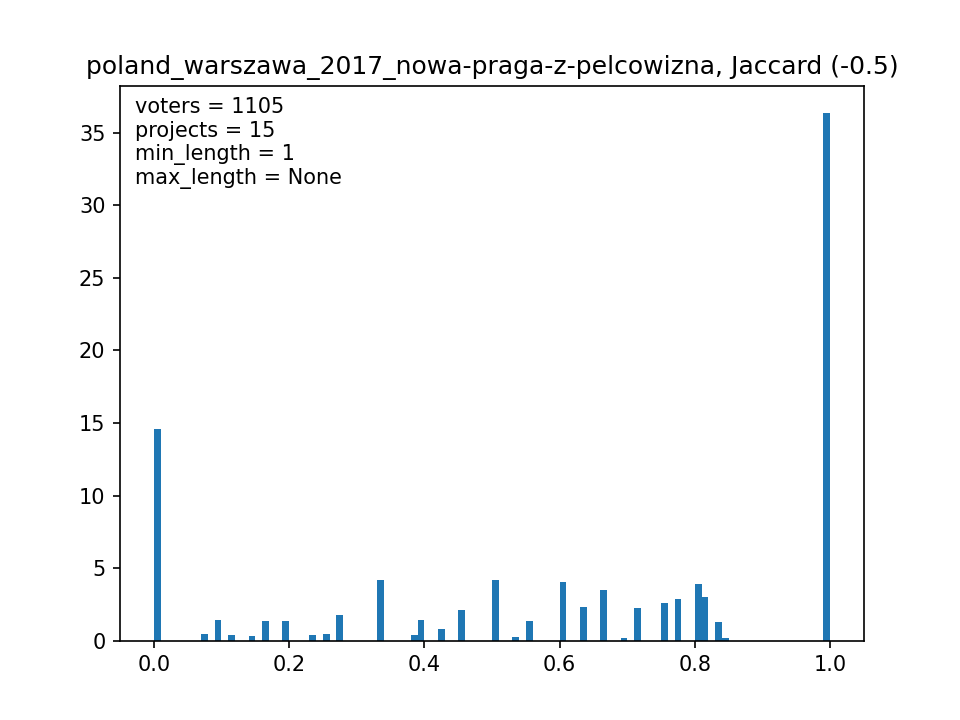 poland_warszawa_2017_nowa-praga-z-pelcowizna, Jaccard (-0.5)
voters = 1105
projects = 15
min_length = 1
max_length = None
35
30
25
20
15
10
5
0
0.0 0.2 0.4 0.6 0.8 1.0